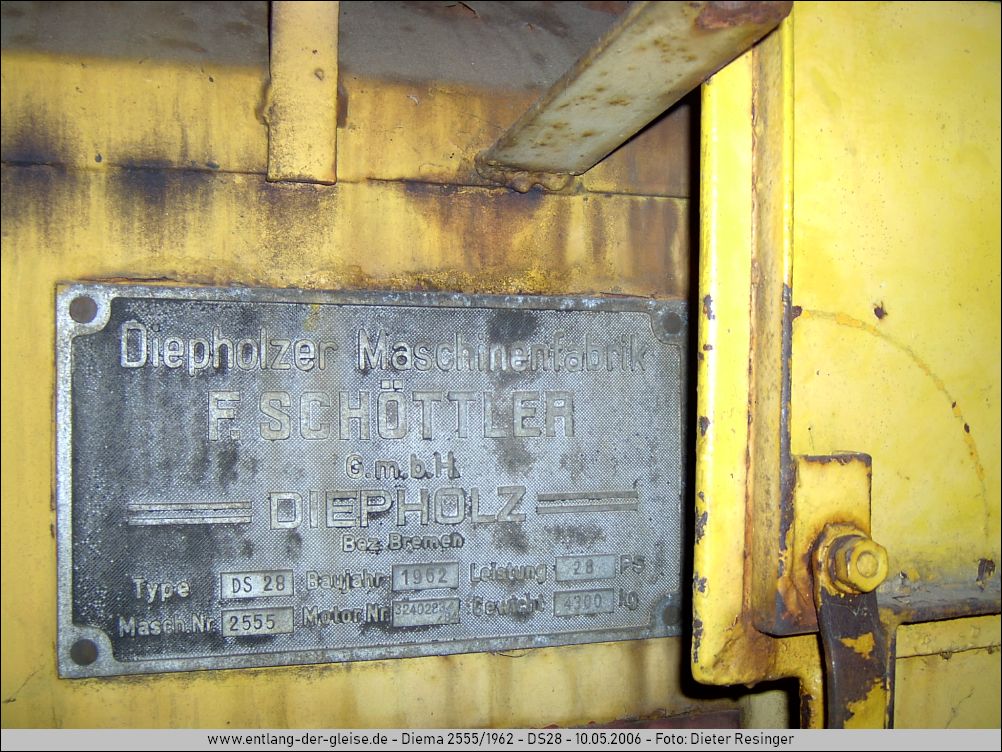 Diepholzer Maschinenfabrik
F. SCHÖTTLER
G.m.b.H.
DIEPHOLZ
Bez. Bremen
Type DS 28 Baujahr 1962 Leistung 28 PS
Masch.Nr. 2555 Motor Nr. Gewicht 4300 kg
www.entlang-der-gleise.de - Diema 2555/1962 - DS28 - 10.05.2006 - Foto: Dieter Resinger